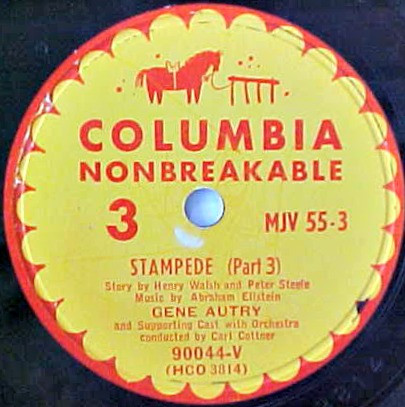 COLUMBIA
NONBREAKABLE
3
MJV 55-3
STAMPEDE (Part 3)
Story by Henry Walsh and Peter Steele
Music by Abraham Ellstein
GENE AUTRY
and Supporting Cast with Orchestra
conducted by Carl Cottner
90044-V
(HCO 3814)